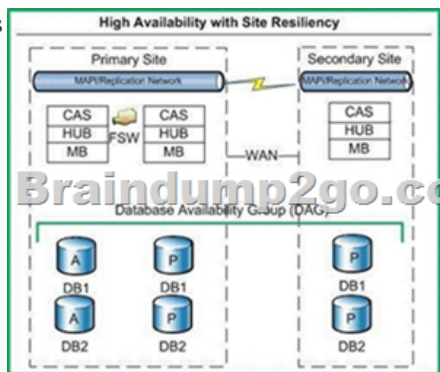 s
High Availability with Site Resiliency
Primary Site
Secondary Site
MAPI/Replication Network
MAPI/Replication Network
CAS
HUB
MB
FSW
CAS
HUB
MB
CAS
HUB
MB
WAN
Braindump2go.co
Database Availability Group (DAG)
A
P
P
DB1
DB1
DB1
A
P
P
DB2
DB2
DB2